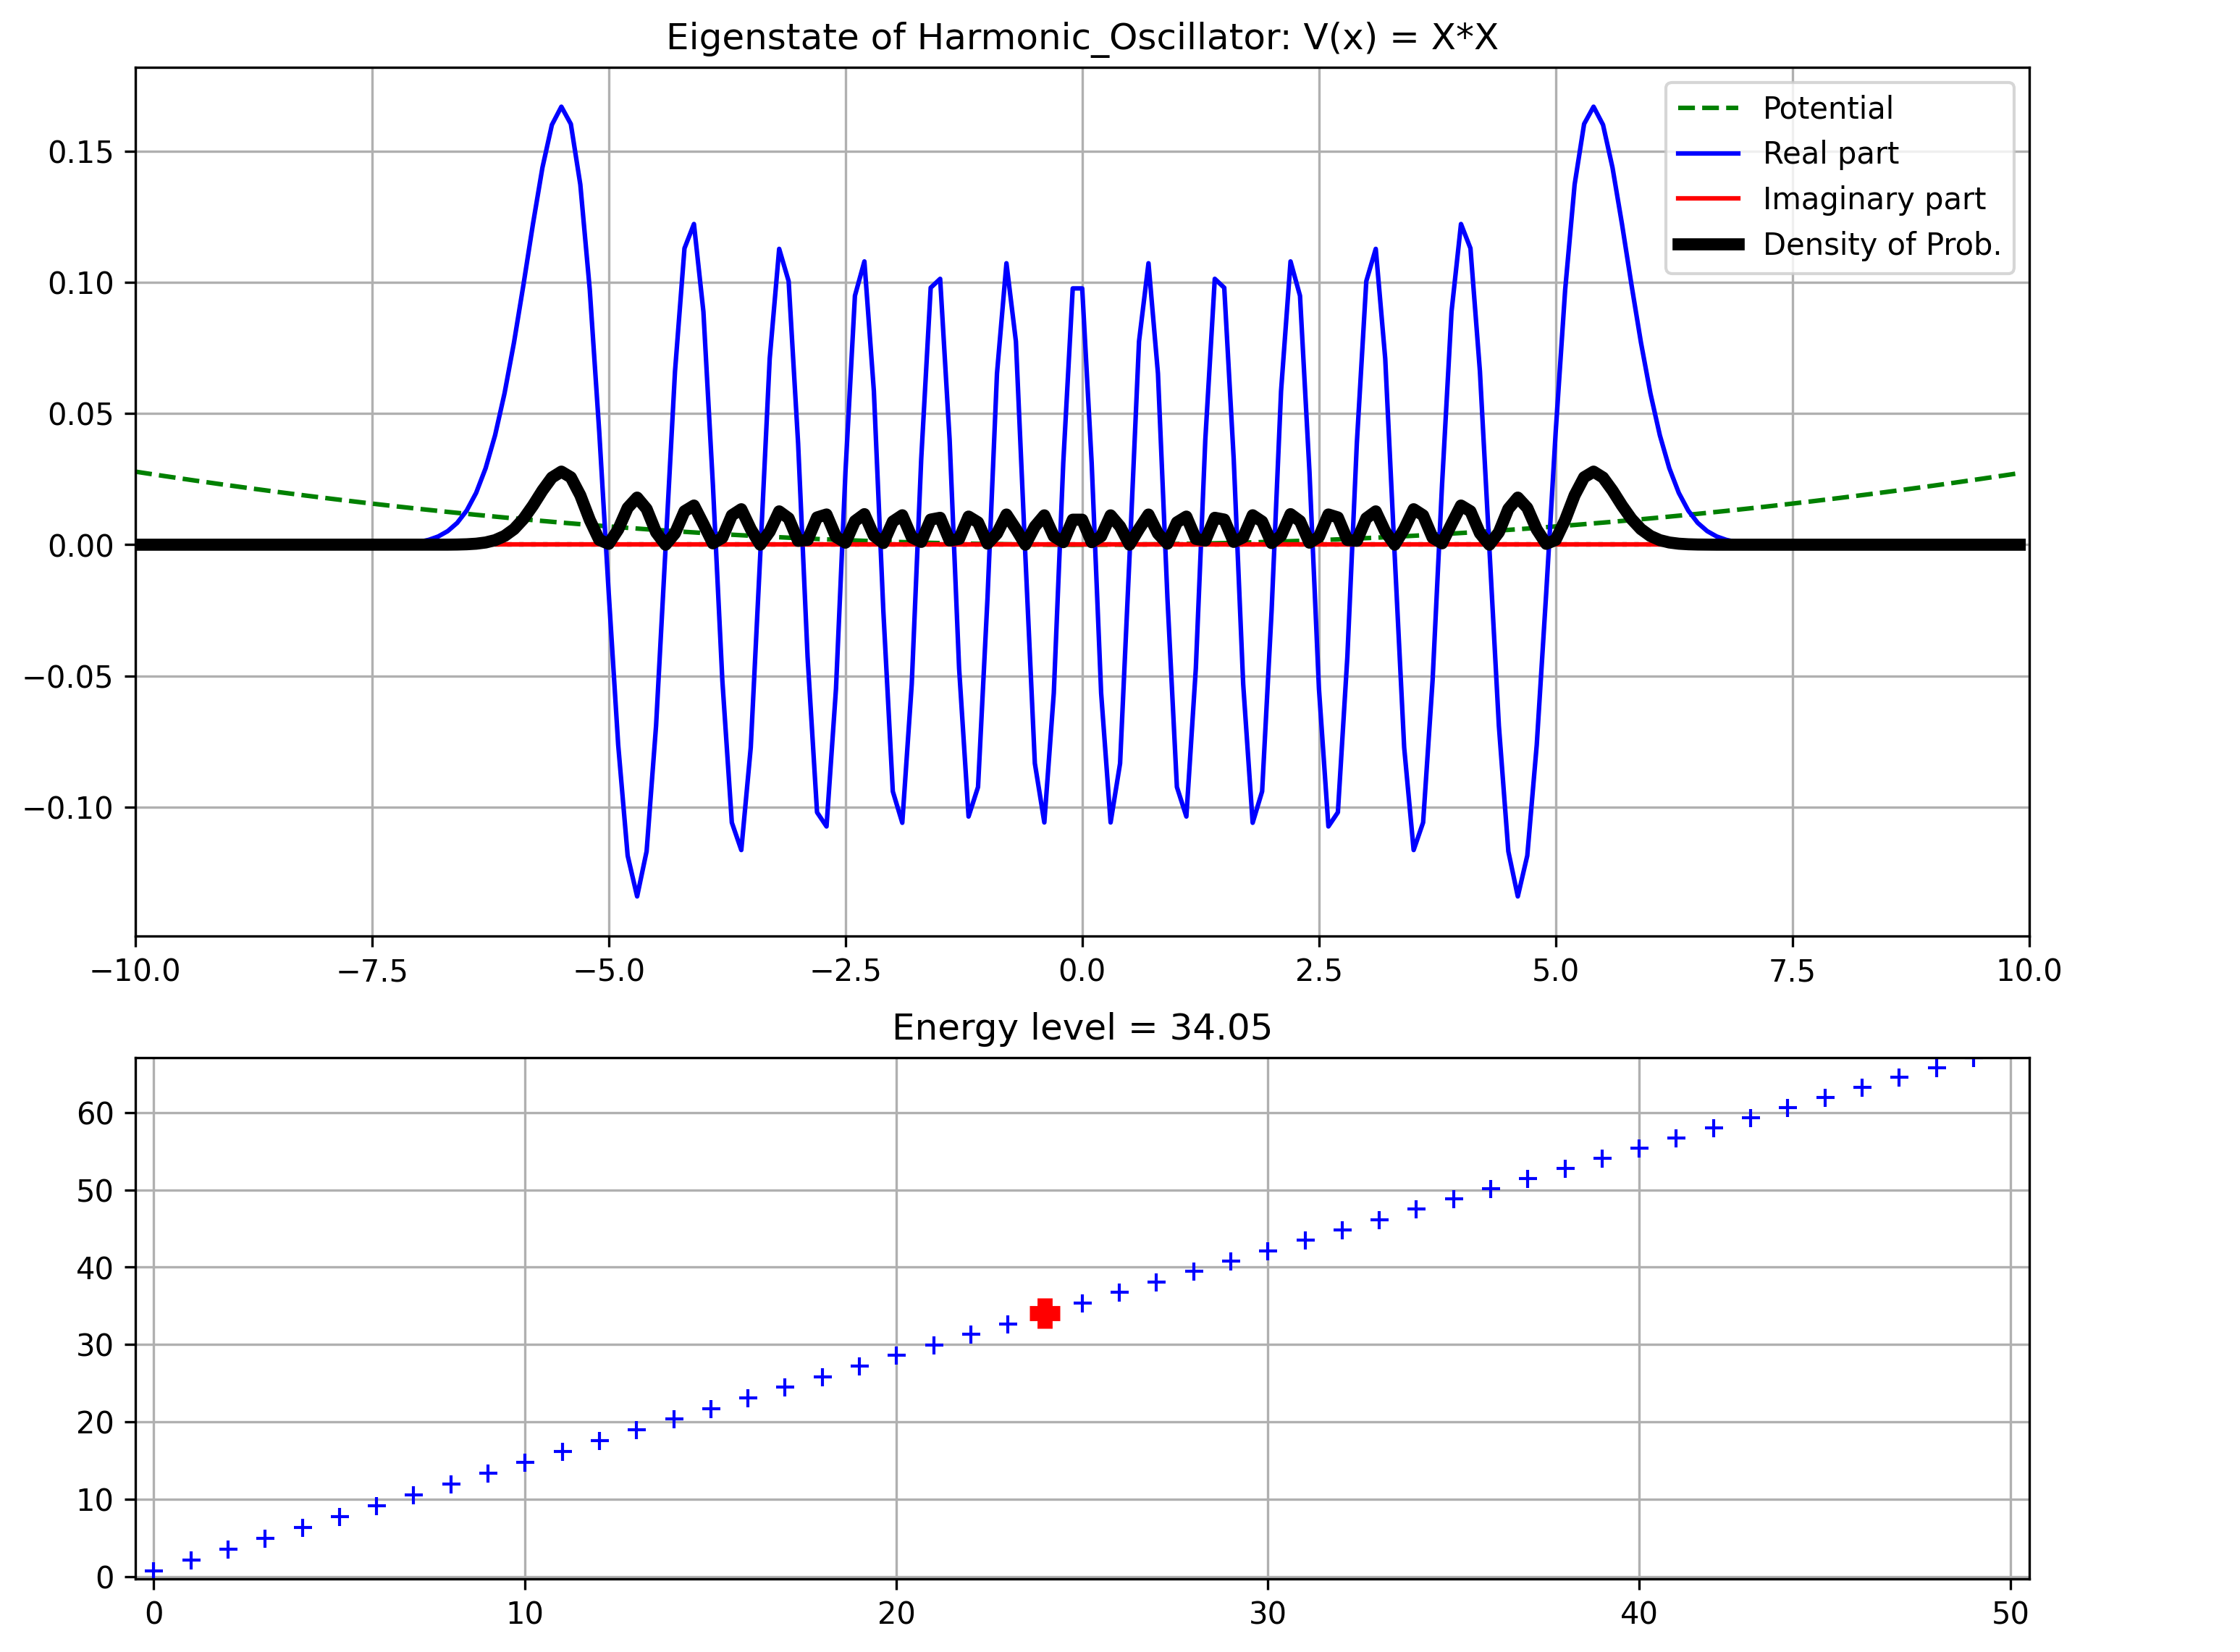 Eigenstate of Harmonic_Oscillator: V(x) = X*X
Potential
Real part
Imaginary part
Density of Prob.
0.15
0.10
0.05
0.00
−0.05
−0.10
−10.0 −7.5 −5.0 −2.5 0.0 2.5 5.0 7.5 10.0
Energy level = 34.05
60
50
40
30
20
10
0
0 10 20 30 40 50